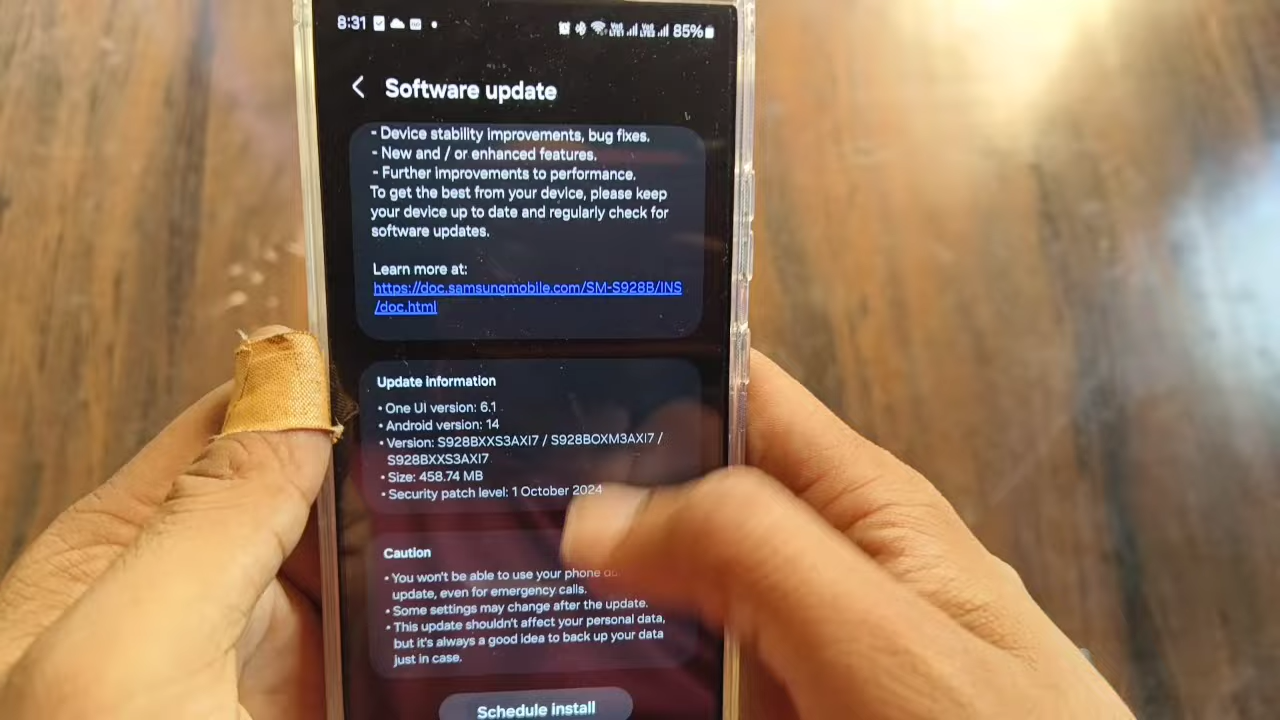 8:31
85%
Software update
- Device stability improvements, bug fixes.
- New and / or enhanced features.
- Further improvements to performance.
To get the best from your device, please keep
your device up to date and regularly check for
software updates.
Learn more at:
https://doc.samsungmobile.com/SM-S928B/INS
/doc.html
Update information
• One UI version: 6.1
• Android version: 14
• Version: S928BXXS3AXI7 / S928BOXM3AXI7 /
S928BXXS3AXI7
• Size: 458.74 MB
• Security patch level: 1 October 2024
Caution
• You won't be able to use your phone
update, even for emergency calls.
• Some settings may change after the update.
• This update shouldn't affect your personal data,
but it's always a good idea to back up your data
just in case.
Schedule install